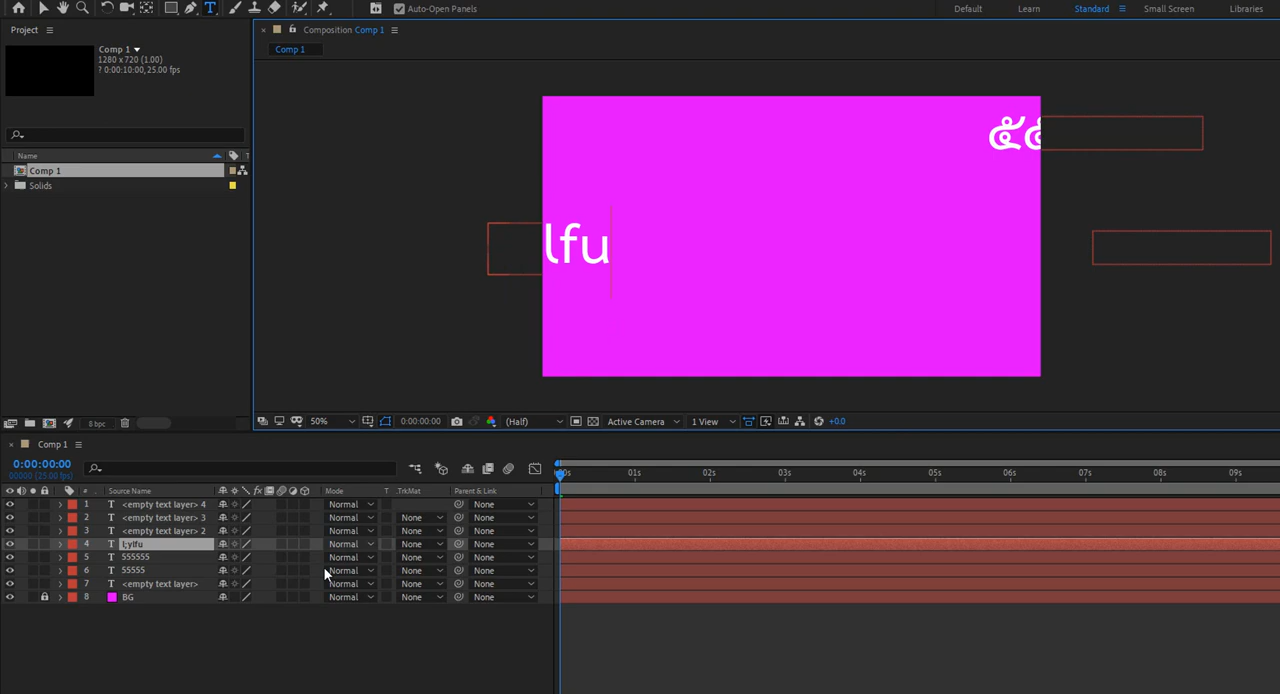 T
Auto-Open Panels
Default
Learn
Standard
Small Screen
Libraries
Project
Composition Comp 1
Comp 1
Comp 1
1280 x 720 (1.00)
? 0:00:10:00, 25.00 fps
๕๕
lfu
Name
T
Comp 1
Solids
8 bpc
50%
0:00:00:00
(Half)
Active Camera
1 View
+0.0
Comp 1
0:00:00:00
00000 (25.00 fps)
:00s 01s 02s 03s 04s 05s 06s 07s 08s 09s
# Source Name fx Mode T .TrkMat Parent & Link
1 T <empty text layer> 4 Normal None
2 T <empty text layer> 3 Normal None None
3 T <empty text layer> 2 Normal None None
4 T l;ylfu Normal None None
5 T 555555 Normal None None
6 T 55555 Normal None None
7 T <empty text layer> Normal None None
8 BG Normal None None